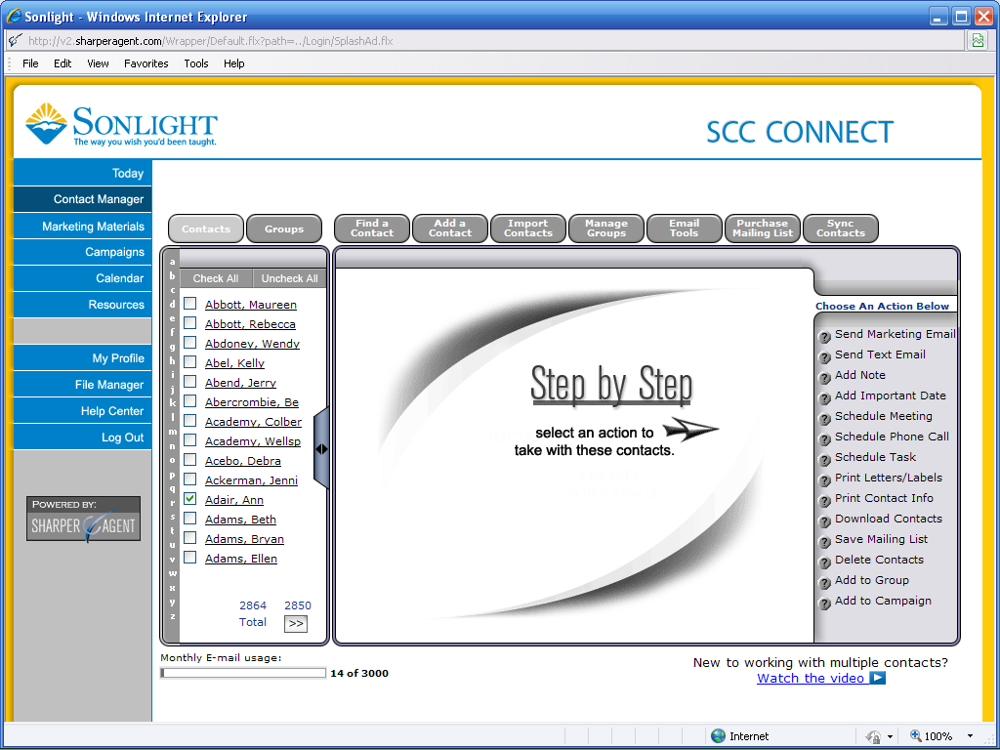 Sonlight - Windows Internet Explorer
http://v2.sharperagent.com/Wrapper/Default.flx?path=../Login/SplashAd.flx
File Edit View Favorites Tools Help
SONLIGHT
The way you wish you'd been taught.
SCC CONNECT
Today
Contact Manager
Marketing Materials
Campaigns
Calendar
Resources
My Profile
File Manager
Help Center
Log Out
POWERED BY:
SHARPER AGENT
Contacts Groups
Find a Contact
Add a Contact
Import Contacts
Manage Groups
Email Tools
Purchase Mailing List
Sync Contacts
a
b
c
d
e
f
g
h
i
j
k
l
m
n
o
p
q
r
s
t
u
v
w
x
y
z
Check All Uncheck All
Abbott, Maureen
Abbott, Rebecca
Abdoney, Wendy
Abel, Kelly
Abend, Jerry
Abercrombie, Be
Academy, Colber
Academy, Wellsp
Acebo, Debra
Ackerman, Jenni
Adair, Ann
Adams, Beth
Adams, Bryan
Adams, Ellen
2864 2850
Total >>
Step by Step
select an action to
take with these contacts.
Choose An Action Below
Send Marketing Email
Send Text Email
Add Note
Add Important Date
Schedule Meeting
Schedule Phone Call
Schedule Task
Print Letters/Labels
Print Contact Info
Download Contacts
Save Mailing List
Delete Contacts
Add to Group
Add to Campaign
Monthly E-mail usage:
14 of 3000
New to working with multiple contacts?
Watch the video
Internet
100%